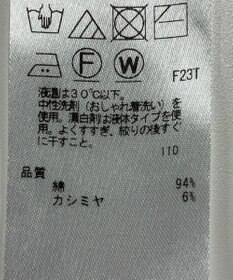 F W
F23T
液温は30℃以下。
中性洗剤(おしゃれ着洗い)を
使用。漂白剤は液体タイプを使
用。よくすすぎ、絞りの後すぐ
に干すこと。
110
品質
綿 94%
カシミヤ 6%